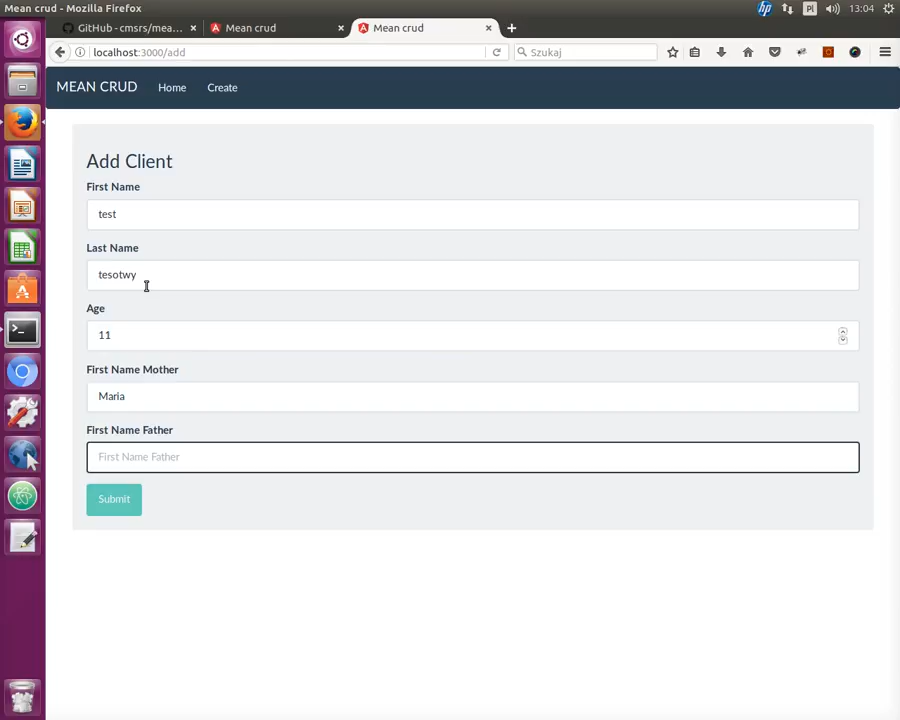 Mean crud - Mozilla Firefox
Pl
13:04
GitHub - cmsrs/mea...
Mean crud
Mean crud
localhost:3000/add
Szukaj
MEAN CRUD
Home
Create
Add Client
First Name
test
Last Name
tesotwy
Age
11
First Name Mother
Maria
First Name Father
First Name Father
Submit